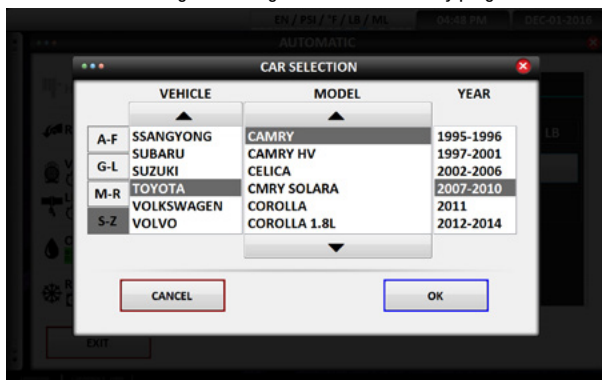 EN / PSI / °F / LB / ML 04:48 PM DEC-01-2016
AUTOMATIC
CAR SELECTION
VEHICLE MODEL YEAR
A-F
G-L
M-R
S-Z
SSANGYONG CAMRY 1995-1996
SUBARU CAMRY HV 1997-2001
SUZUKI CELICA 2002-2006
TOYOTA CMRY SOLARA 2007-2010
VOLKSWAGEN COROLLA 2011
VOLVO COROLLA 1.8L 2012-2014
LB
CANCEL OK
EXIT